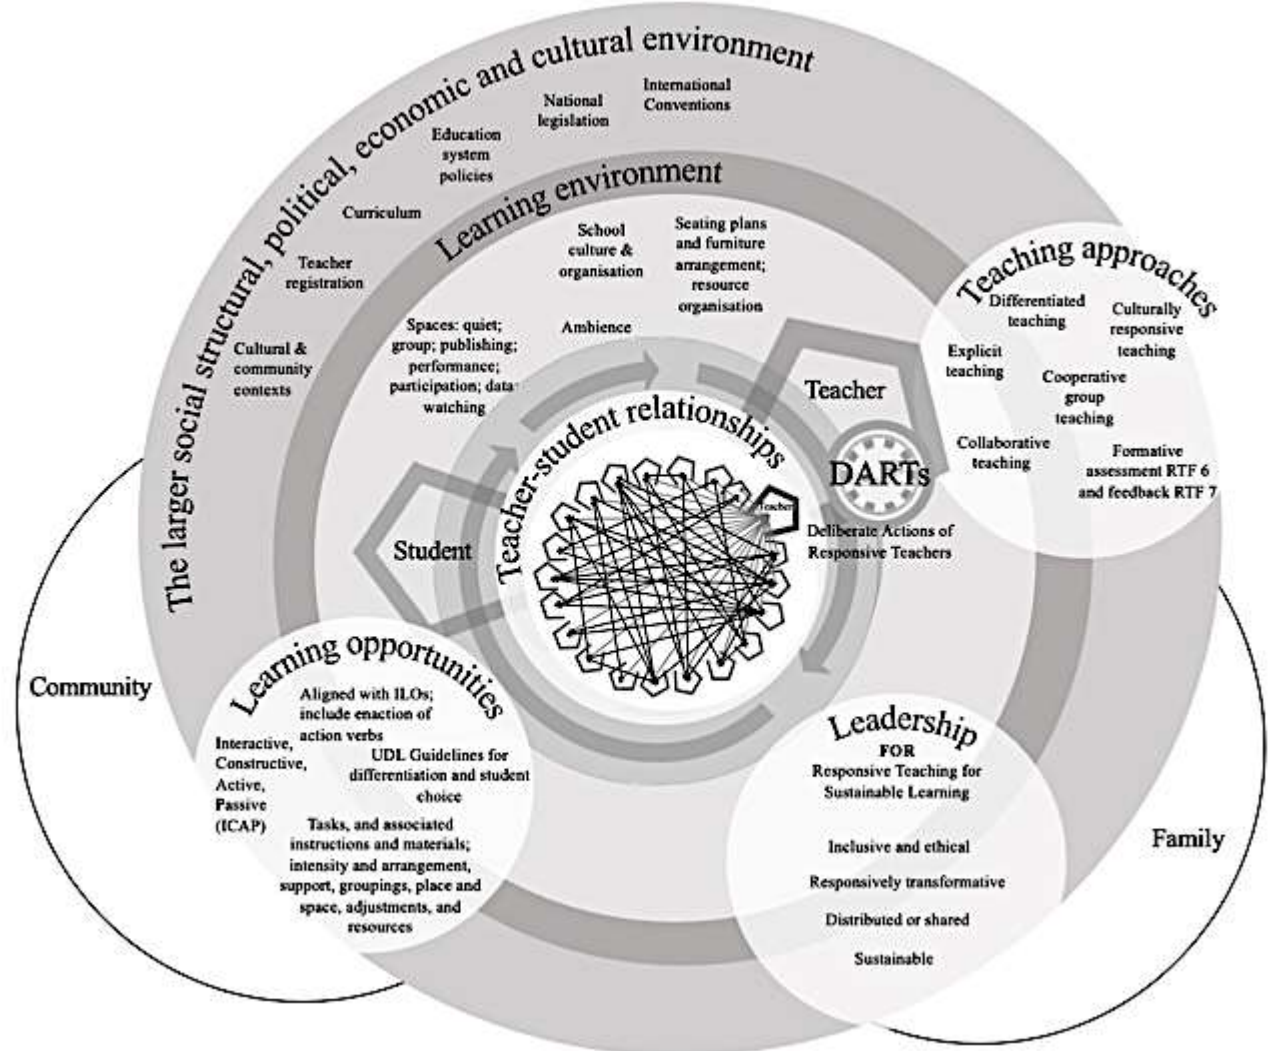 The larger social structural, political, economic and cultural environment
International
Conventions
National
legislation
Education
system
policies
Curriculum
Teacher
registration
Cultural &
community
contexts
Learning environment
School
culture &
organisation
Seating plans
and furniture
arrangement;
resource
organisation
Ambience
Spaces: quiet;
group; publishing;
performance;
participation; data
watching
Teaching approaches
Differentiated
teaching
Culturally
responsive
teaching
Explicit
teaching
Cooperative
group
teaching
Collaborative
teaching
Formative
assessment RTF 6
and feedback RTF 7
Teacher
DARTs
Deliberate Actions of
Responsive Teachers
Teacher-student relationships
Teacher
Student
Community
Learning opportunities
Aligned with ILOs;
include enaction of
action verbs
Interactive,
Constructive,
Active,
Passive
(ICAP)
UDL Guidelines for
differentiation and student
choice
Tasks, and associated
instructions and materials;
intensity and arrangement,
support, groupings, place and
space, adjustments, and
resources
Leadership
FOR
Responsive Teaching for
Sustainable Learning
Inclusive and ethical
Responsively transformative
Distributed or shared
Sustainable
Family